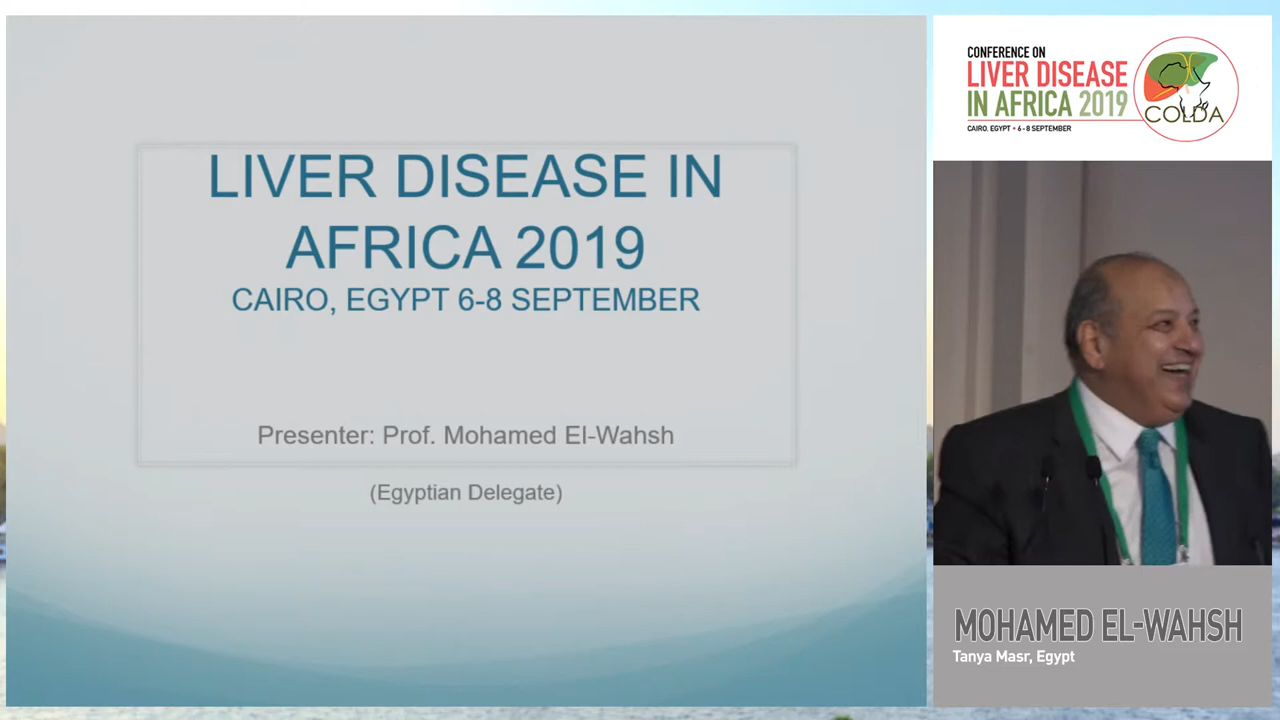 LIVER DISEASE IN
AFRICA 2019
CAIRO, EGYPT 6-8 SEPTEMBER
Presenter: Prof. Mohamed El-Wahsh
(Egyptian Delegate)
CONFERENCE ON
LIVER DISEASE
IN AFRICA 2019
CAIRO, EGYPT • 6 - 8 SEPTEMBER
COLDA
MOHAMED EL-WAHSH
Tanya Masr, Egypt